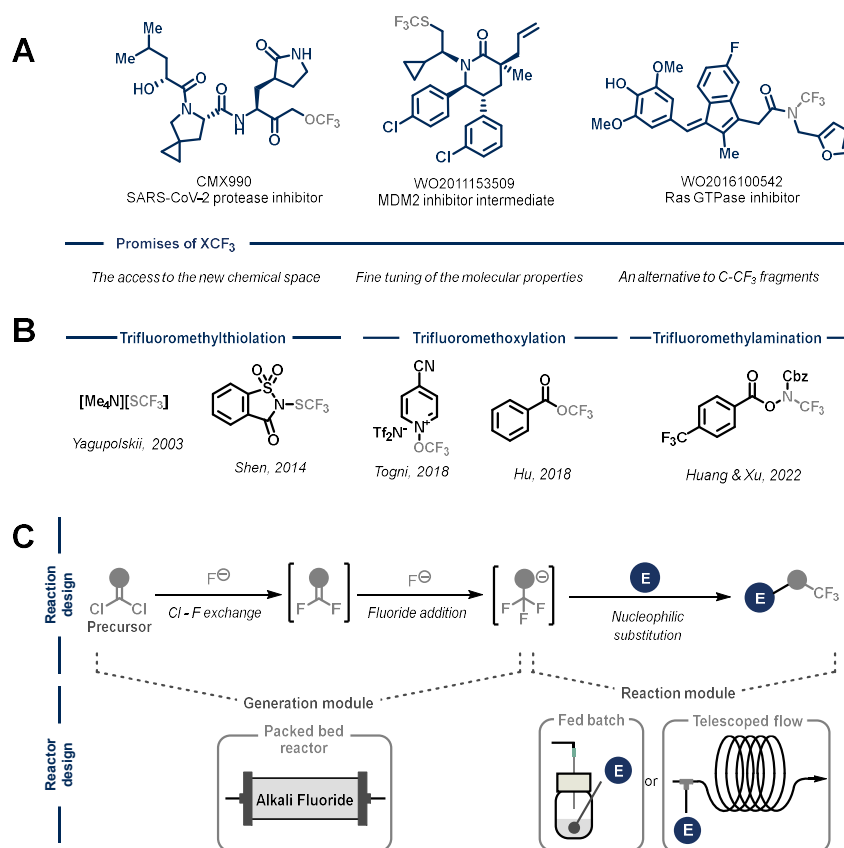 A
Me
Me
HO
O
N
O
N
H
O
NH
O
OCF3
CMX990
SARS-CoV-2 protease inhibitor
F3CS
O
N
Me
Cl
Cl
WO2011153509
MDM2 inhibitor intermediate
F
OMe
HO
MeO
Me
O
N
CF3
O
WO2016100542
Ras GTPase inhibitor
Promises of XCF3
The access to the new chemical space
Fine tuning of the molecular properties
An alternative to C-CF3 fragments
B
Trifluoromethylthiolation
Trifluoromethoxylation
Trifluoromethylamination
[Me4N][SCF3]
Yagupolskii, 2003
O O
S
N-SCF3
O
Shen, 2014
CN
Tf2N- N+
OCF3
Togni, 2018
O
OCF3
Hu, 2018
Cbz
O
O N
CF3
F3C
Huang & Xu, 2022
C
Reaction design
Cl Cl
Precursor
F⊖
Cl - F exchange
F F
F⊖
Fluoride addition
⊖
F F
F
E
Nucleophilic
substitution
E
CF3
Generation module
Reaction module
Reactor design
Packed bed
reactor
Alkali Fluoride
Fed batch
E
or
Telescoped flow
E